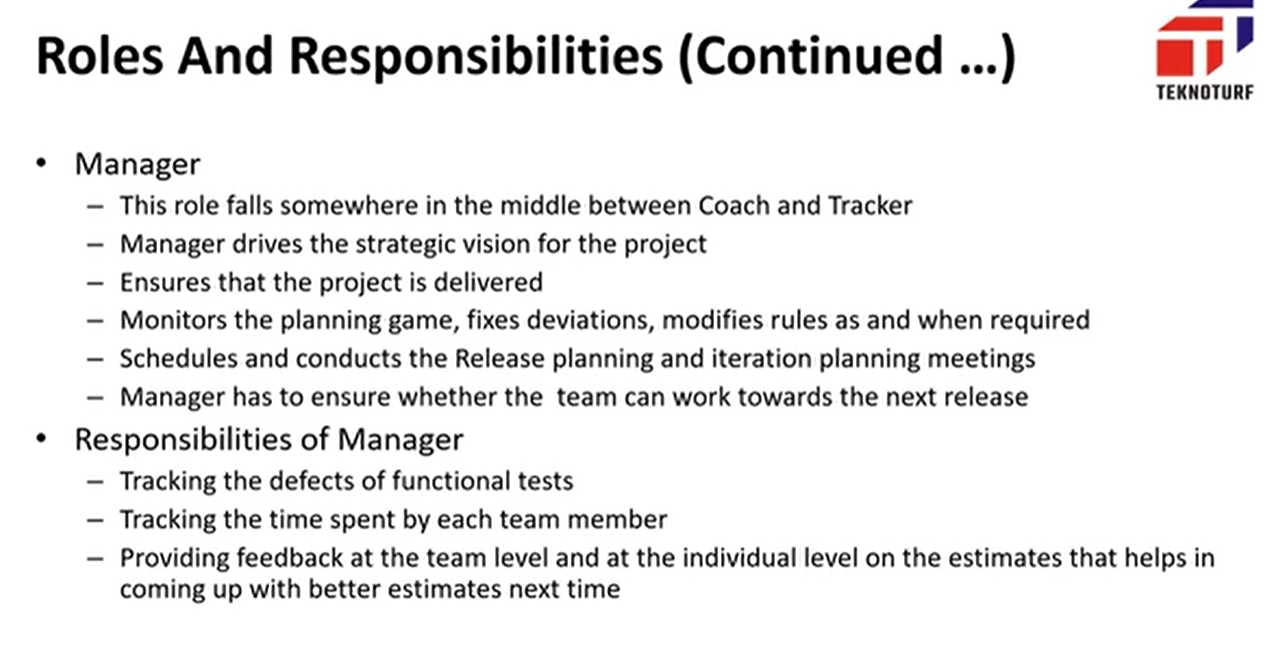 Roles And Responsibilities (Continued ...)
TEKNOTURF
• Manager
– This role falls somewhere in the middle between Coach and Tracker
– Manager drives the strategic vision for the project
– Ensures that the project is delivered
– Monitors the planning game, fixes deviations, modifies rules as and when required
– Schedules and conducts the Release planning and iteration planning meetings
– Manager has to ensure whether the  team can work towards the next release
• Responsibilities of Manager
– Tracking the defects of functional tests
– Tracking the time spent by each team member
– Providing feedback at the team level and at the individual level on the estimates that helps in
coming up with better estimates next time